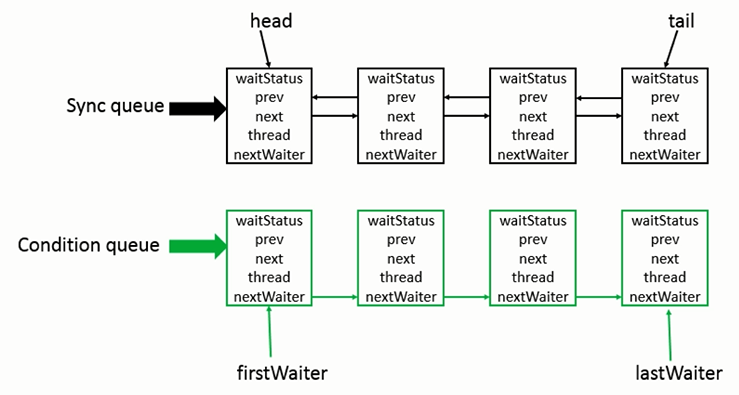 head
tail
Sync queue
waitStatus
prev
next
thread
nextWaiter
waitStatus
prev
next
thread
nextWaiter
waitStatus
prev
next
thread
nextWaiter
waitStatus
prev
next
thread
nextWaiter
Condition queue
waitStatus
prev
next
thread
nextWaiter
waitStatus
prev
next
thread
nextWaiter
waitStatus
prev
next
thread
nextWaiter
waitStatus
prev
next
thread
nextWaiter
firstWaiter
lastWaiter